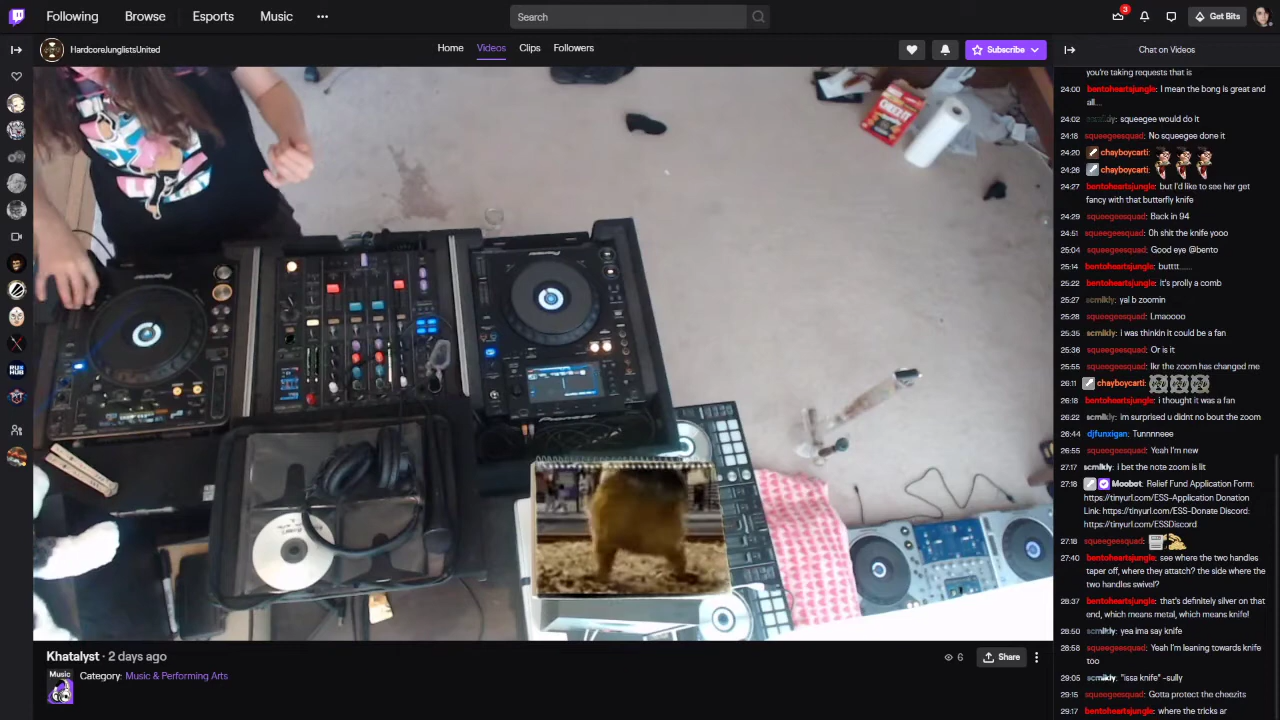 Following
Browse
Esports
Music
Search
3
Get Bits
HardcoreJunglistsUnited
Home
Videos
Clips
Followers
Subscribe
Chat on Videos
you're taking requests that is
24:00 bentoheartsjungle: I mean the bong is great and
all....
24:02 scmlkly: squeegee would do it
24:18 squeegeesquad: No squeegee done it
24:20 chayboycarti:
24:26 chayboycarti:
24:27 bentoheartsjungle: but I'd like to see her get
fancy with that butterfly knife
24:29 squeegeesquad: Back in 94
24:51 squeegeesquad: Oh shit the knife yooo
25:04 squeegeesquad: Good eye @bento
25:14 bentoheartsjungle: butttt......
25:22 bentoheartsjungle: it's prolly a comb
25:27 scmlkly: yal b zoomin
25:28 squeegeesquad: Lmaoooo
25:35 scmlkly: i was thinkin it could be a fan
25:36 squeegeesquad: Or is it
25:55 squeegeesquad: Ikr the zoom has changed me
26:11 chayboycarti:
26:18 bentoheartsjungle: i thought it was a fan
26:22 scmlkly: im surprised u didnt no bout the zoom
26:44 djfunxigan: Tunnnneee
26:55 squeegeesquad: Yeah I'm new
27:17 scmlkly: i bet the note zoom is lit
27:18 Moobot: Relief Fund Application Form:
https://tinyurl.com/ESS-Application Donation
Link: https://tinyurl.com/ESS-Donate Discord:
https://tinyurl.com/ESSDiscord
27:18 squeegeesquad:
27:40 bentoheartsjungle: see where the two handles
taper off, where they attatch? the side where the
two handles swivel?
28:37 bentoheartsjungle: that's definitely silver on that
end, which means metal, which means knife!
28:50 scmlkly: yea ima say knife
28:58 squeegeesquad: Yeah I'm leaning towards knife
too
29:05 scmlkly: "issa knife" -sully
29:15 squeegeesquad: Gotta protect the cheezits
29:17 bentoheartsjungle: where the tricks ar
CHEEZ-IT
Khatalyst · 2 days ago
6
Share
Music
Category: Music & Performing Arts